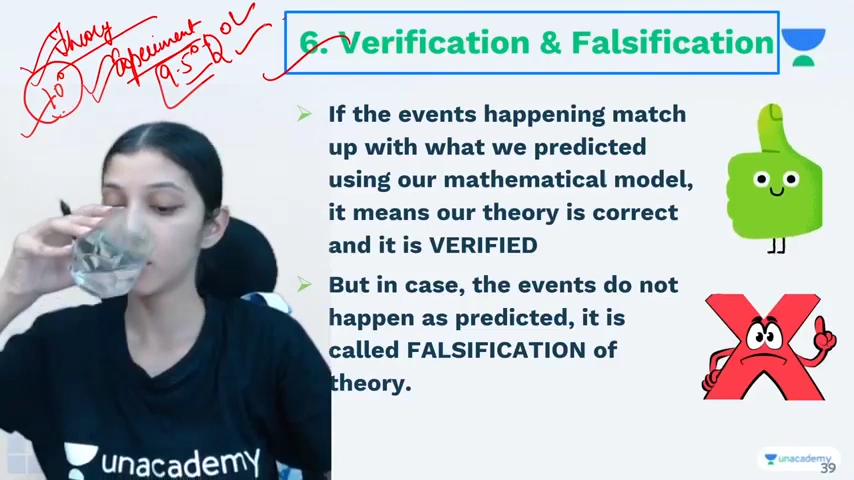 Theory
Experiment
10°
9.5°
6. Verification & Falsification
If the events happening match
up with what we predicted
using our mathematical model,
it means our theory is correct
and it is VERIFIED
But in case, the events do not
happen as predicted, it is
called FALSIFICATION of
theory.
unacademy
unacademy
39